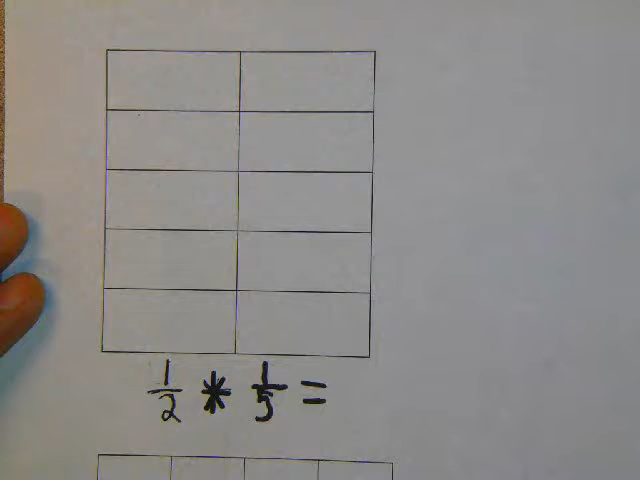 1/2 * 1/5 =